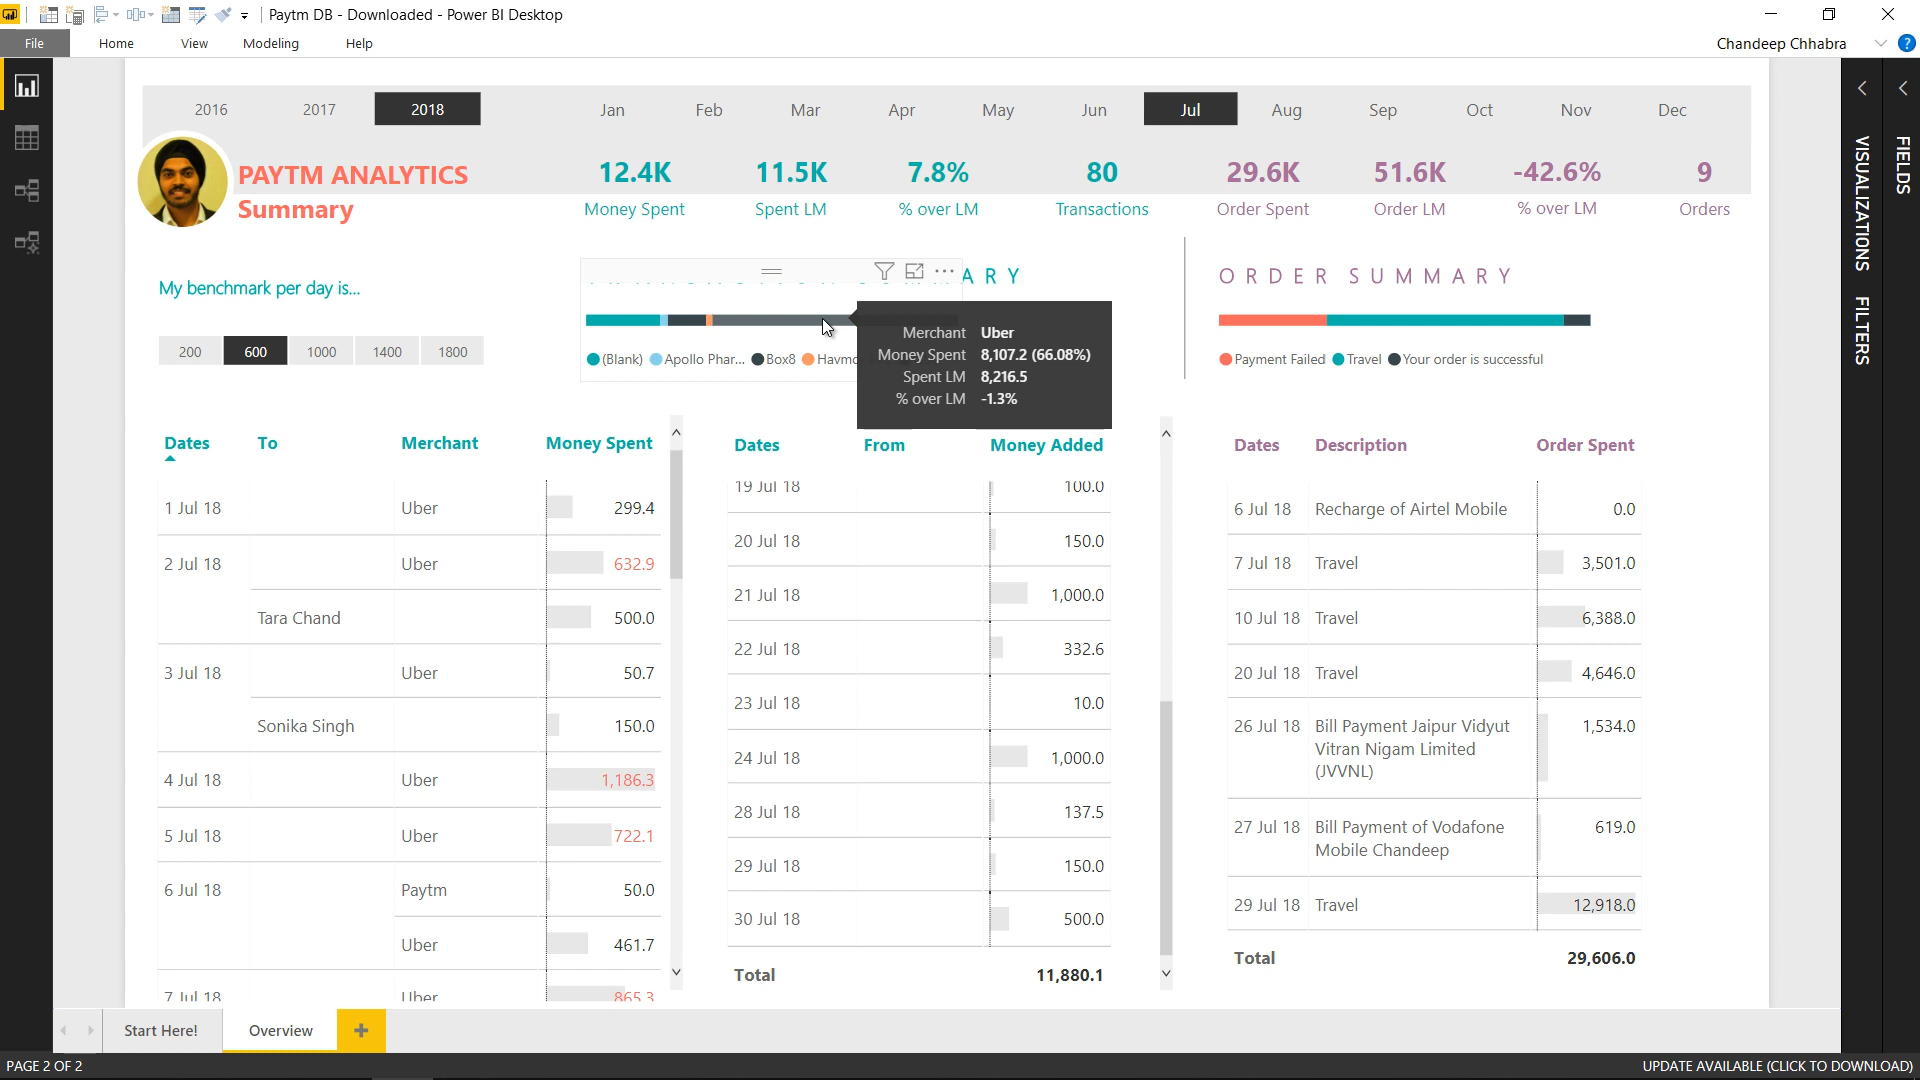 Paytm DB - Downloaded - Power BI Desktop
File Home View Modeling Help
Chandeep Chhabra
2016 2017 2018 Jan Feb Mar Apr May Jun Jul Aug Sep Oct Nov Dec
PAYTM ANALYTICS
Summary
12.4K 11.5K 7.8% 80 29.6K 51.6K -42.6% 9
Money Spent Spent LM % over LM Transactions Order Spent Order LM % over LM Orders
My benchmark per day is...
200 600 1000 1400 1800
ARY
(Blank) Apollo Phar... Box8 Havmo
Merchant Uber
Money Spent 8,107.2 (66.08%)
Spent LM 8,216.5
% over LM -1.3%
ORDER SUMMARY
Payment Failed Travel Your order is successful
Dates To Merchant Money Spent
1 Jul 18 Uber 299.4
2 Jul 18 Uber 632.9
Tara Chand 500.0
3 Jul 18 Uber 50.7
Sonika Singh 150.0
4 Jul 18 Uber 1,186.3
5 Jul 18 Uber 722.1
6 Jul 18 Paytm 50.0
Uber 461.7
7 Jul 18 Uber 865.3
Dates From Money Added
19 Jul 18 100.0
20 Jul 18 150.0
21 Jul 18 1,000.0
22 Jul 18 332.6
23 Jul 18 10.0
24 Jul 18 1,000.0
28 Jul 18 137.5
29 Jul 18 150.0
30 Jul 18 500.0
Total 11,880.1
Dates Description Order Spent
6 Jul 18 Recharge of Airtel Mobile 0.0
7 Jul 18 Travel 3,501.0
10 Jul 18 Travel 6,388.0
20 Jul 18 Travel 4,646.0
26 Jul 18 Bill Payment Jaipur Vidyut 1,534.0
Vitran Nigam Limited
(JVVNL)
27 Jul 18 Bill Payment of Vodafone 619.0
Mobile Chandeep
29 Jul 18 Travel 12,918.0
Total 29,606.0
VISUALIZATIONS
FILTERS
FIELDS
Start Here! Overview
PAGE 2 OF 2
UPDATE AVAILABLE (CLICK TO DOWNLOAD)